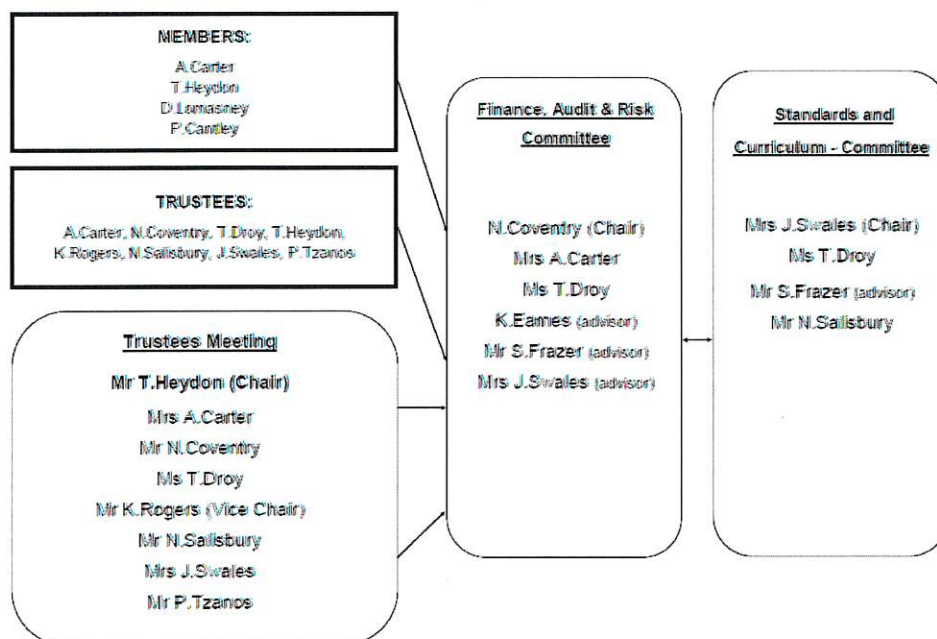 MEMBERS:
A.Carter
T.Heydon
D.Lomasney
P.Cantley
TRUSTEES:
A.Carter, N.Coventry, T.Droy, T.Heydon,
K.Rogers, N.Salisbury, J.Swales, P.Tzanos
Trustees Meeting
Mr T.Heydon (Chair)
Mrs A.Carter
Mr N.Coventry
Ms T.Droy
Mr K.Rogers (Vice Chair)
Mr N.Salisbury
Mrs J.Swales
Mr P.Tzanos
Finance, Audit & Risk
Committee
N.Coventry (Chair)
Mrs A.Carter
Ms T.Droy
K.Eames (advisor)
Mr S.Frazer (advisor)
Mrs J.Swales (advisor)
Standards and
Curriculum - Committee
Mrs J.Swales (Chair)
Ms T.Droy
Mr S.Frazer (advisor)
Mr N.Salisbury